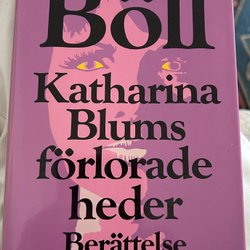 Böll
Katharina
Blums
förlorade
heder
Berättelse